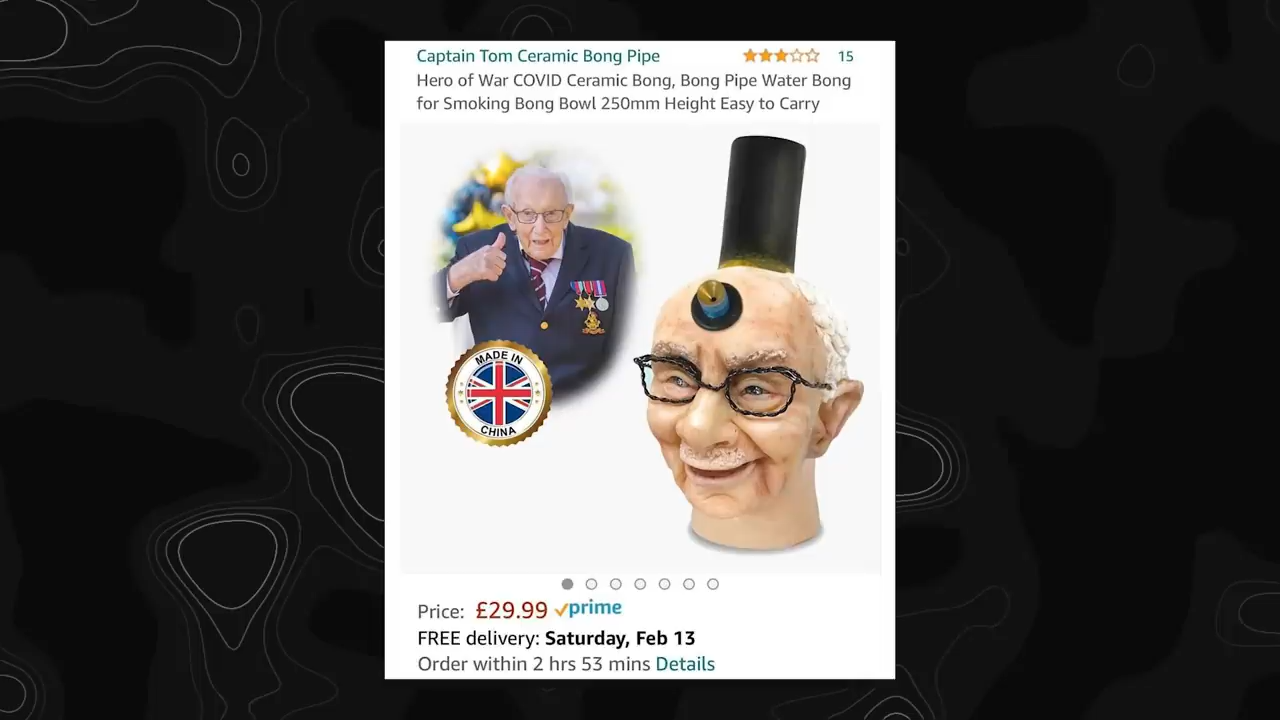 Captain Tom Ceramic Bong Pipe 15
Hero of War COVID Ceramic Bong, Bong Pipe Water Bong
for Smoking Bong Bowl 250mm Height Easy to Carry
MADE IN
CHINA
Price: £29.99 prime
FREE delivery: Saturday, Feb 13
Order within 2 hrs 53 mins Details